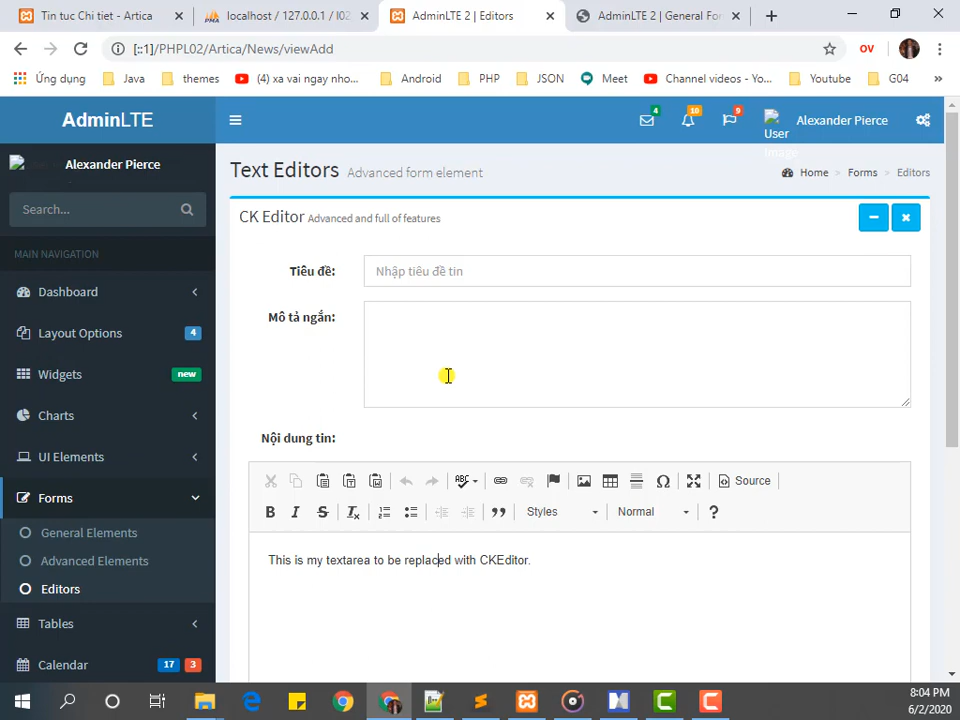 Tin tuc Chi tiet - Artica
localhost / 127.0.0.1 / l02
AdminLTE 2 | Editors
AdminLTE 2 | General For
[::1]/PHPL02/Artica/News/viewAdd
OV
Ứng dụng
Java
themes
(4) xa vai ngay nho...
Android
PHP
JSON
Meet
Channel videos - Yo...
Youtube
G04
»
AdminLTE
4
10
9
User Image
Alexander Pierce
Alexander Pierce
Text Editors Advanced form element
Home > Forms > Editors
Search...
CK Editor Advanced and full of features
MAIN NAVIGATION
Tiêu đề:
Nhập tiêu đề tin
Dashboard
Mô tả ngắn:
Layout Options
4
Widgets
new
Charts
Nội dung tin:
UI Elements
ABC
Source
Forms
B I S Ix
Styles
Normal
?
General Elements
This is my textarea to be replaced with CKEditor.
Advanced Elements
Editors
Tables
Calendar
17
3
8:04 PM
6/2/2020